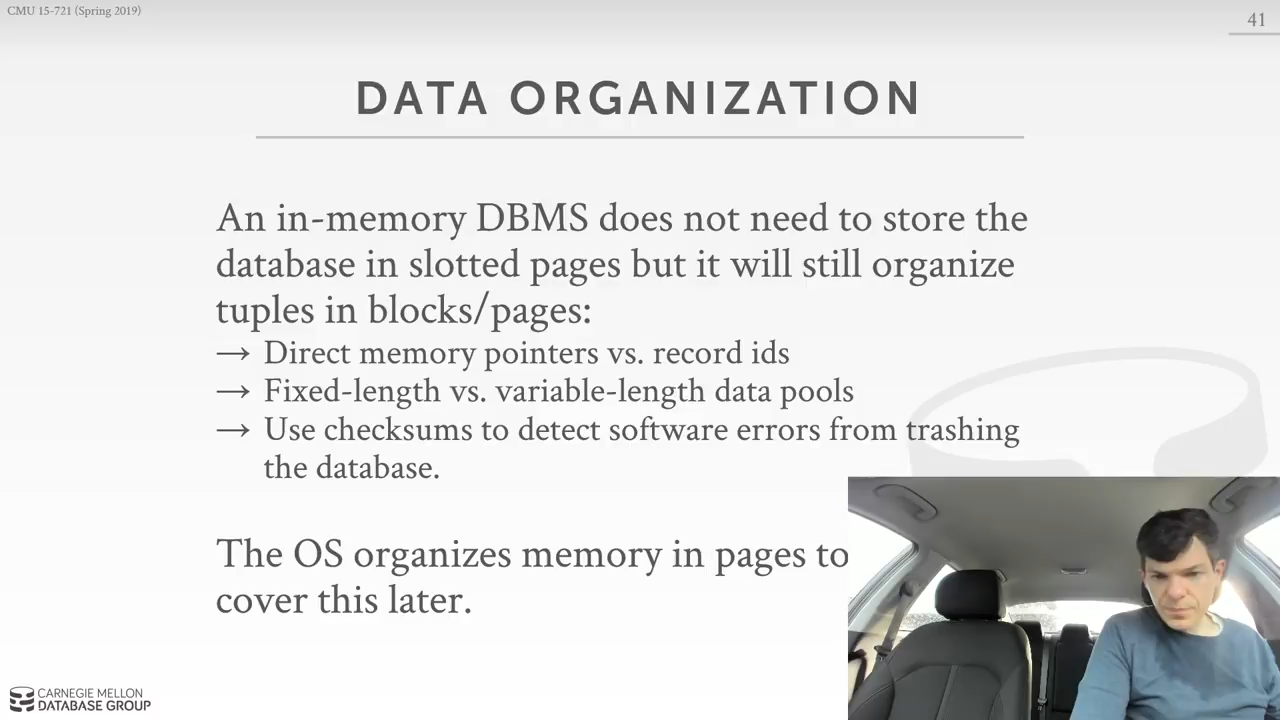 CMU 15-721 (Spring 2019)
41
DATA ORGANIZATION
An in-memory DBMS does not need to store the
database in slotted pages but it will still organize
tuples in blocks/pages:
→ Direct memory pointers vs. record ids
→ Fixed-length vs. variable-length data pools
→ Use checksums to detect software errors from trashing
the database.
The OS organizes memory in pages to
cover this later.
CARNEGIE MELLON
DATABASE GROUP